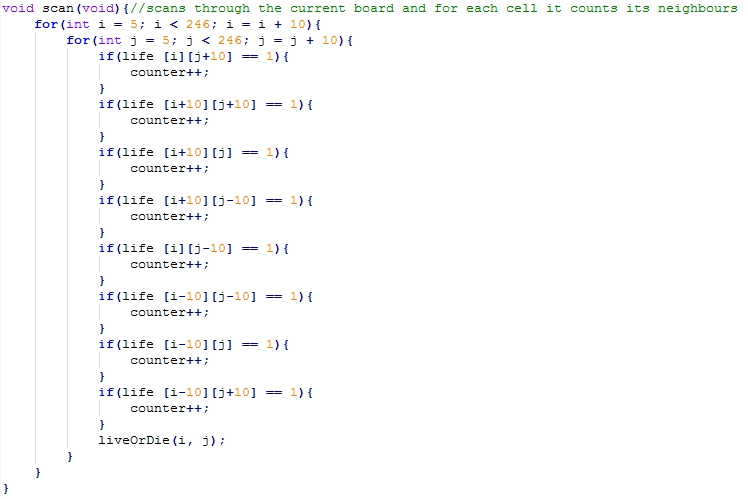 void scan(void){//scans through the current board and for each cell it counts its neighbours
    for(int i = 5; i < 246; i = i + 10){
        for(int j = 5; j < 246; j = j + 10){
            if(life [i][j+10] == 1){
                counter++;
            }
            if(life [i+10][j+10] == 1){
                counter++;
            }
            if(life [i+10][j] == 1){
                counter++;
            }
            if(life [i+10][j-10] == 1){
                counter++;
            }
            if(life [i][j-10] == 1){
                counter++;
            }
            if(life [i-10][j-10] == 1){
                counter++;
            }
            if(life [i-10][j] == 1){
                counter++;
            }
            if(life [i-10][j+10] == 1){
                counter++;
            }
            liveOrDie(i, j);
        }
    }
}